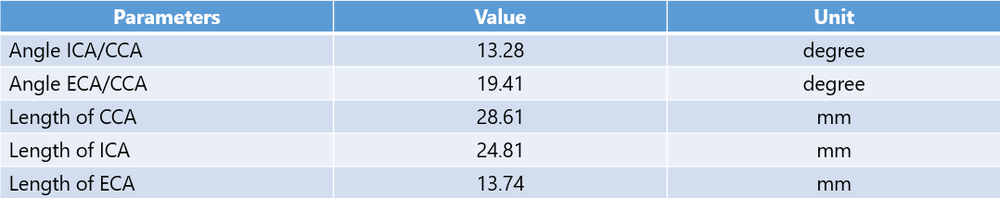 Parameters Value Unit
Angle ICA/CCA 13.28 degree
Angle ECA/CCA 19.41 degree
Length of CCA 28.61 mm
Length of ICA 24.81 mm
Length of ECA 13.74 mm